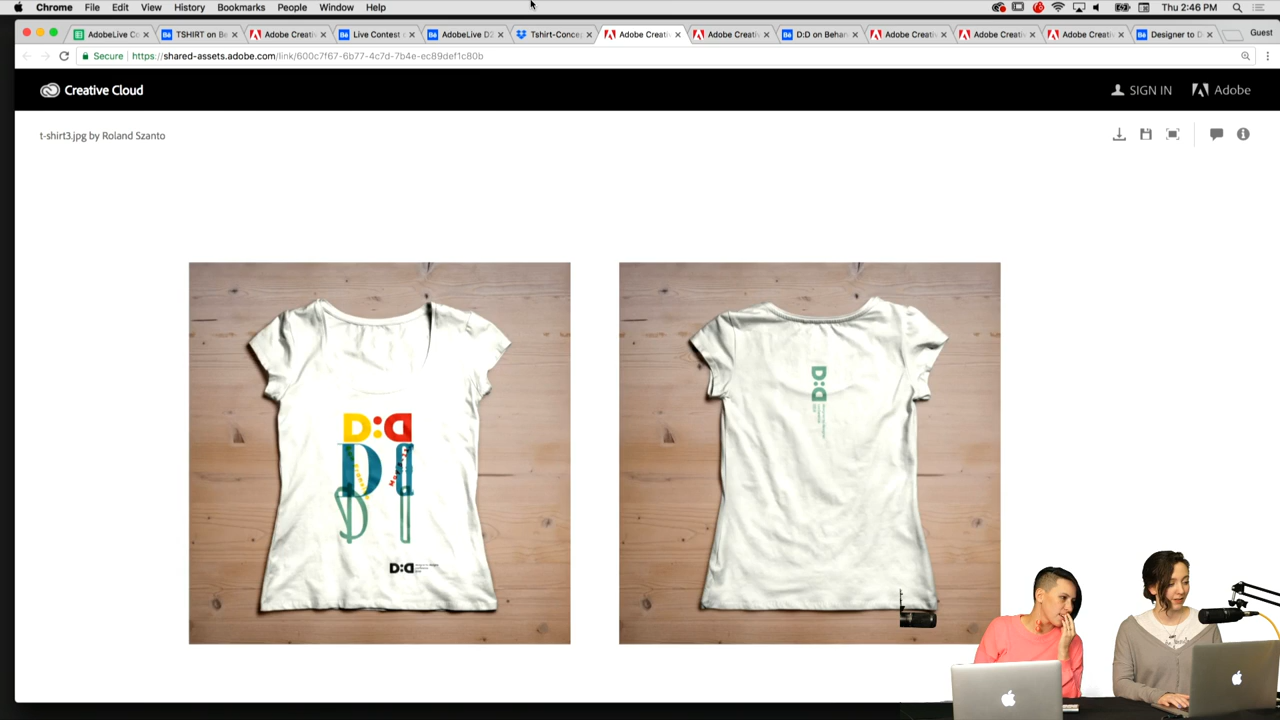 Chrome File Edit View History Bookmarks People Window Help Thu 2:46 PM
AdobeLive Co TSHIRT on Be Adobe Creati Live Contest o AdobeLive D2 Tshirt-Concep Adobe Creati Adobe Creati D:D on Behan Adobe Creati Adobe Creati Adobe Creati Designer to D Guest
Secure https://shared-assets.adobe.com/link/600c7f67-6b77-4c7d-7b4e-ec89def1c80b
Creative Cloud SIGN IN Adobe
t-shirt3.jpg by Roland Szanto
D:D
D:D
D:D